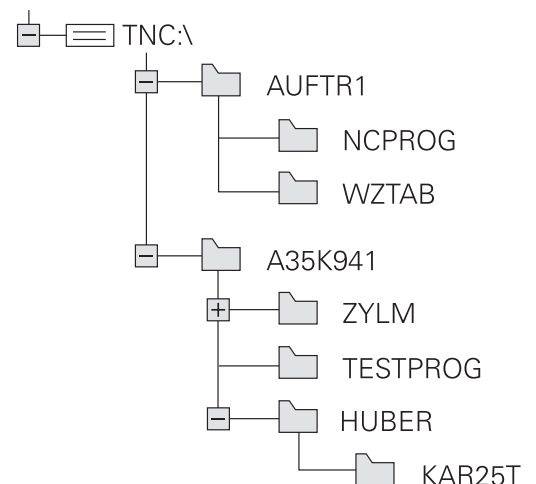 TNC:\
AUFTR1
NCPROG
WZTAB
A35K941
ZYLM
TESTPROG
HUBER
KAR25T